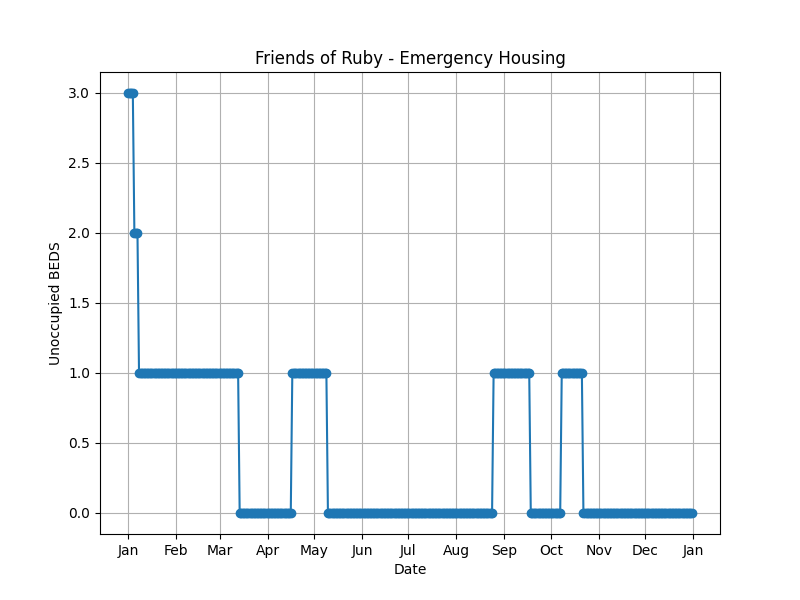 Friends of Ruby - Emergency Housing
Unoccupied BEDS
3.0
2.5
2.0
1.5
1.0
0.5
0.0
Jan Feb Mar Apr May Jun Jul Aug Sep Oct Nov Dec Jan
Date